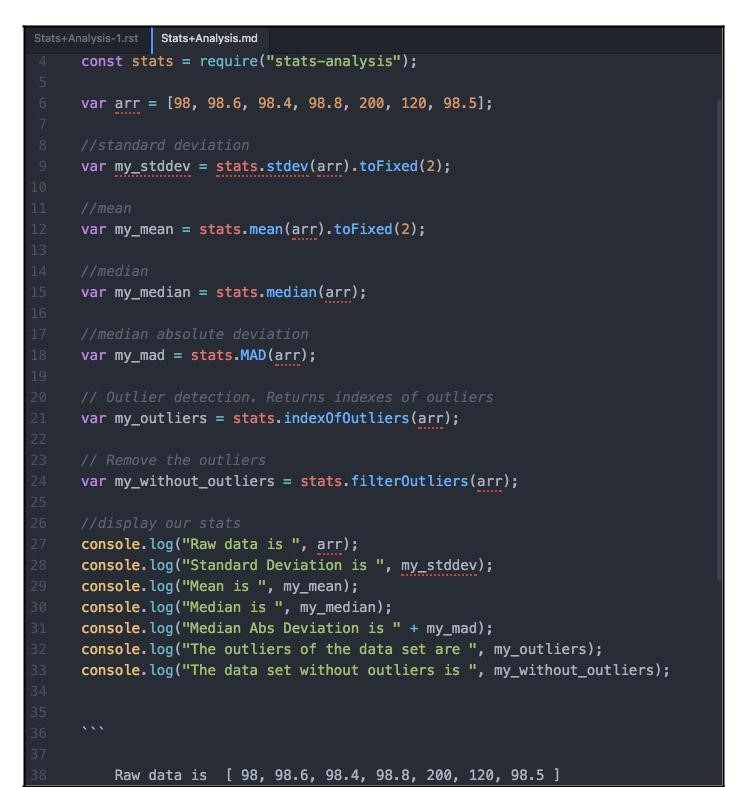 Stats+Analysis-1.rst Stats+Analysis.md
4 const stats = require("stats-analysis");
5
6 var arr = [98, 98.6, 98.4, 98.8, 200, 120, 98.5];
7
8 //standard deviation
9 var my_stddev = stats.stdev(arr).toFixed(2);
10
11 //mean
12 var my_mean = stats.mean(arr).toFixed(2);
13
14 //median
15 var my_median = stats.median(arr);
16
17 //median absolute deviation
18 var my_mad = stats.MAD(arr);
19
20 // Outlier detection. Returns indexes of outliers
21 var my_outliers = stats.indexOfOutliers(arr);
22
23 // Remove the outliers
24 var my_without_outliers = stats.filterOutliers(arr);
25
26 //display our stats
27 console.log("Raw data is ", arr);
28 console.log("Standard Deviation is ", my_stddev);
29 console.log("Mean is ", my_mean);
30 console.log("Median is ", my_median);
31 console.log("Median Abs Deviation is " + my_mad);
32 console.log("The outliers of the data set are ", my_outliers);
33 console.log("The data set without outliers is ", my_without_outliers);
34
35
36 ```
37
38 Raw data is [ 98, 98.6, 98.4, 98.8, 200, 120, 98.5 ]